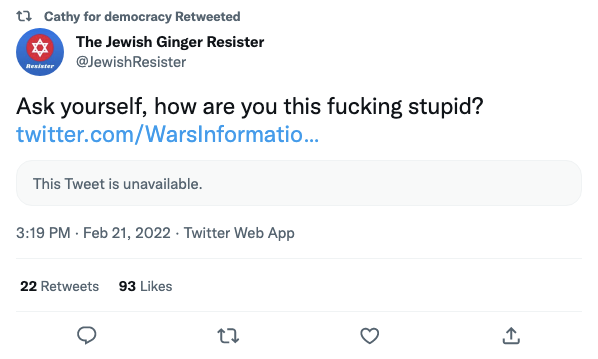 Cathy for democracy Retweeted
The Jewish Ginger Resister
@JewishResister
Resister
Ask yourself, how are you this fucking stupid?
twitter.com/WarsInformatio…
This Tweet is unavailable.
3:19 PM · Feb 21, 2022 · Twitter Web App
22 Retweets 93 Likes